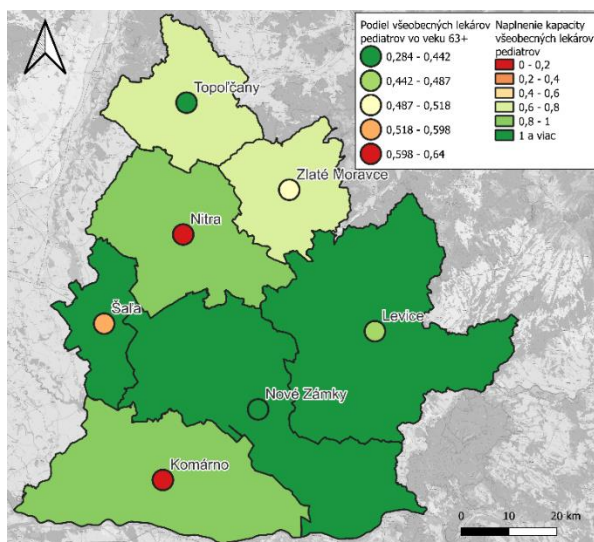 Podiel všeobecných lekárov
pediatrov vo veku 63+
0,284 - 0,442
0,442 - 0,487
0,487 - 0,518
0,518 - 0,598
0,598 - 0,64
Naplnenie kapacity
všeobecných lekárov
pediatrov
0 - 0,2
0,2 - 0,4
0,4 - 0,6
0,6 - 0,8
0,8 - 1
1 a viac
Topoľčany
Zlaté Moravce
Nitra
Šaľa
Levice
Nové Zámky
Komárno
0 10 20 km